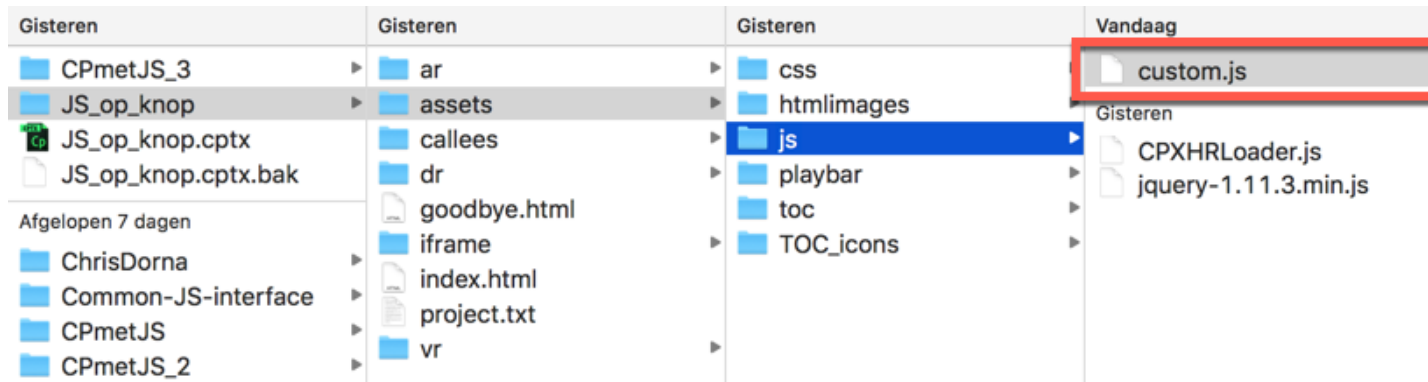 Gisteren
CPmetJS_3
JS_op_knop
JS_op_knop.cptx
JS_op_knop.cptx.bak
Afgelopen 7 dagen
ChrisDorna
Common-JS-interface
CPmetJS
CPmetJS_2
Gisteren
ar
assets
callees
dr
goodbye.html
iframe
index.html
project.txt
vr
Gisteren
css
htmlimages
js
playbar
toc
TOC_icons
Vandaag
custom.js
Gisteren
CPXHRLoader.js
jquery-1.11.3.min.js